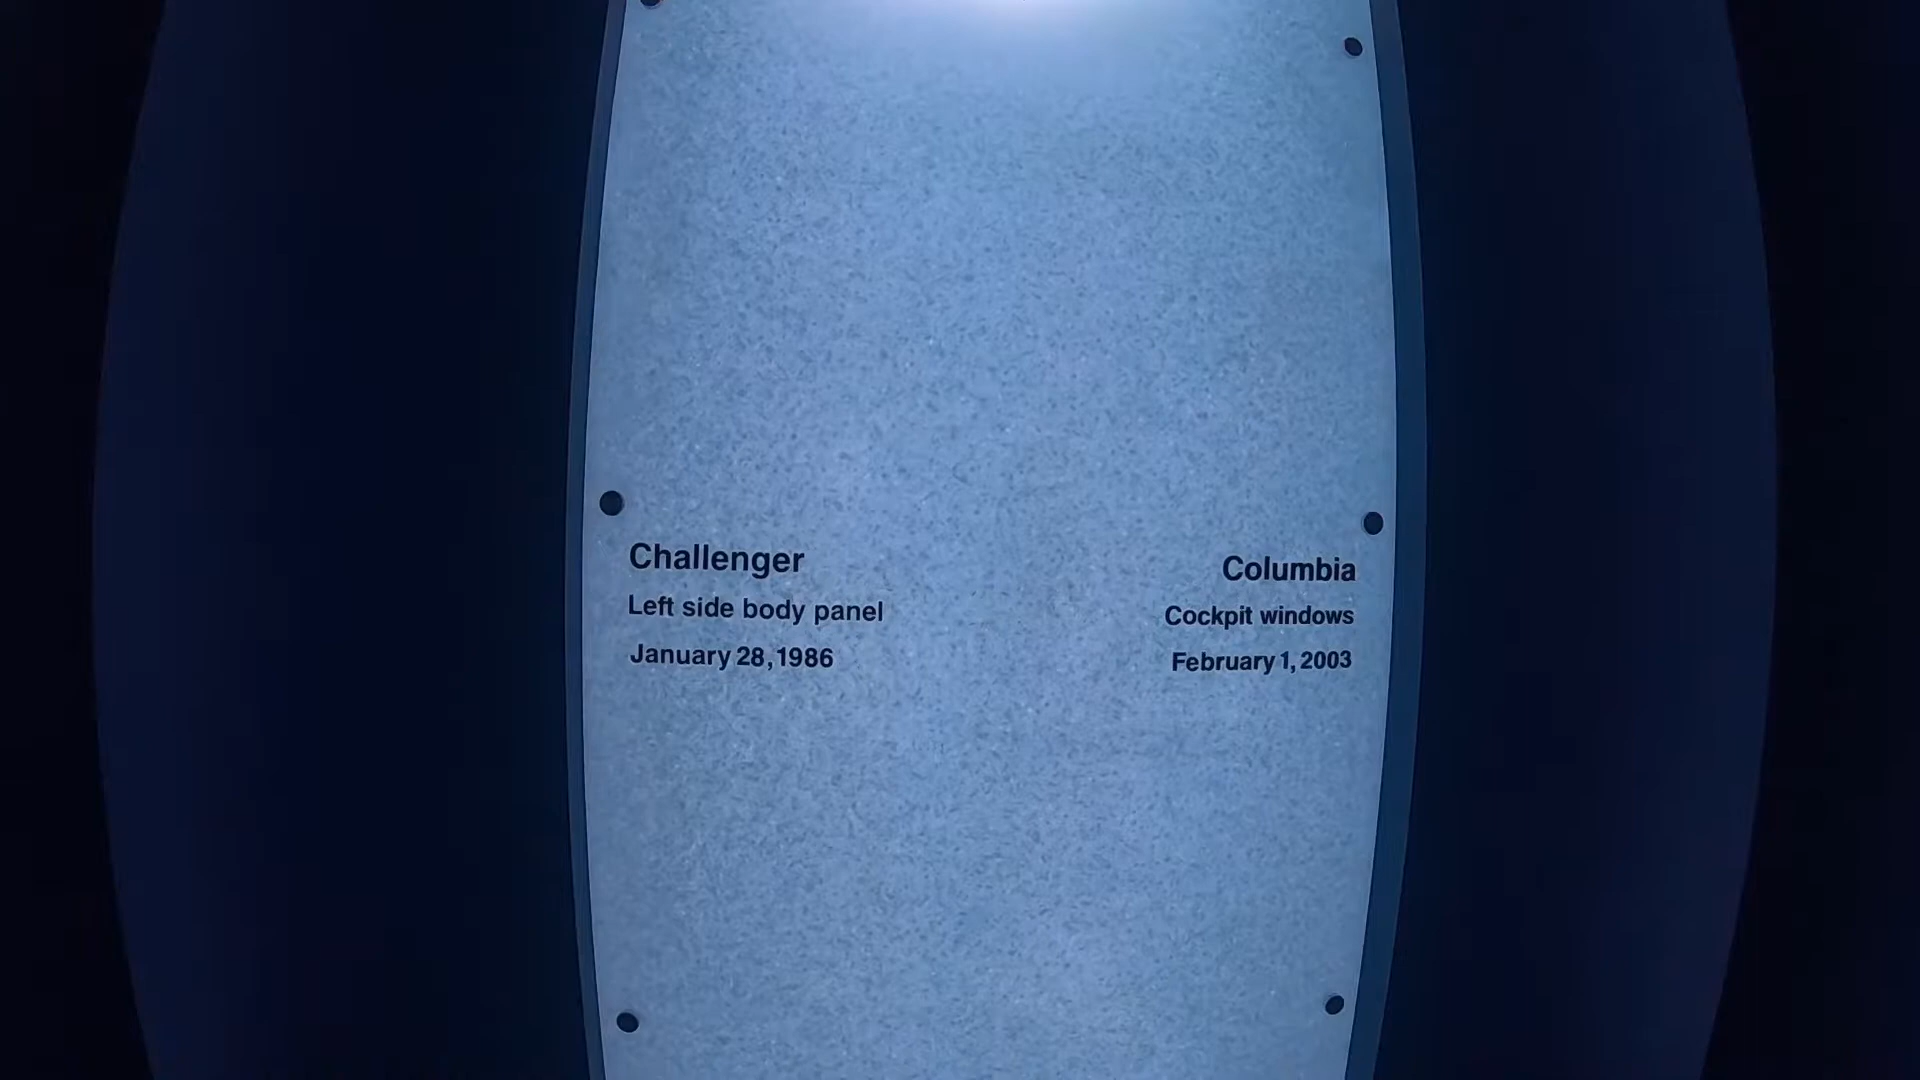 Challenger
Left side body panel
January 28,1986
Columbia
Cockpit windows
February 1, 2003